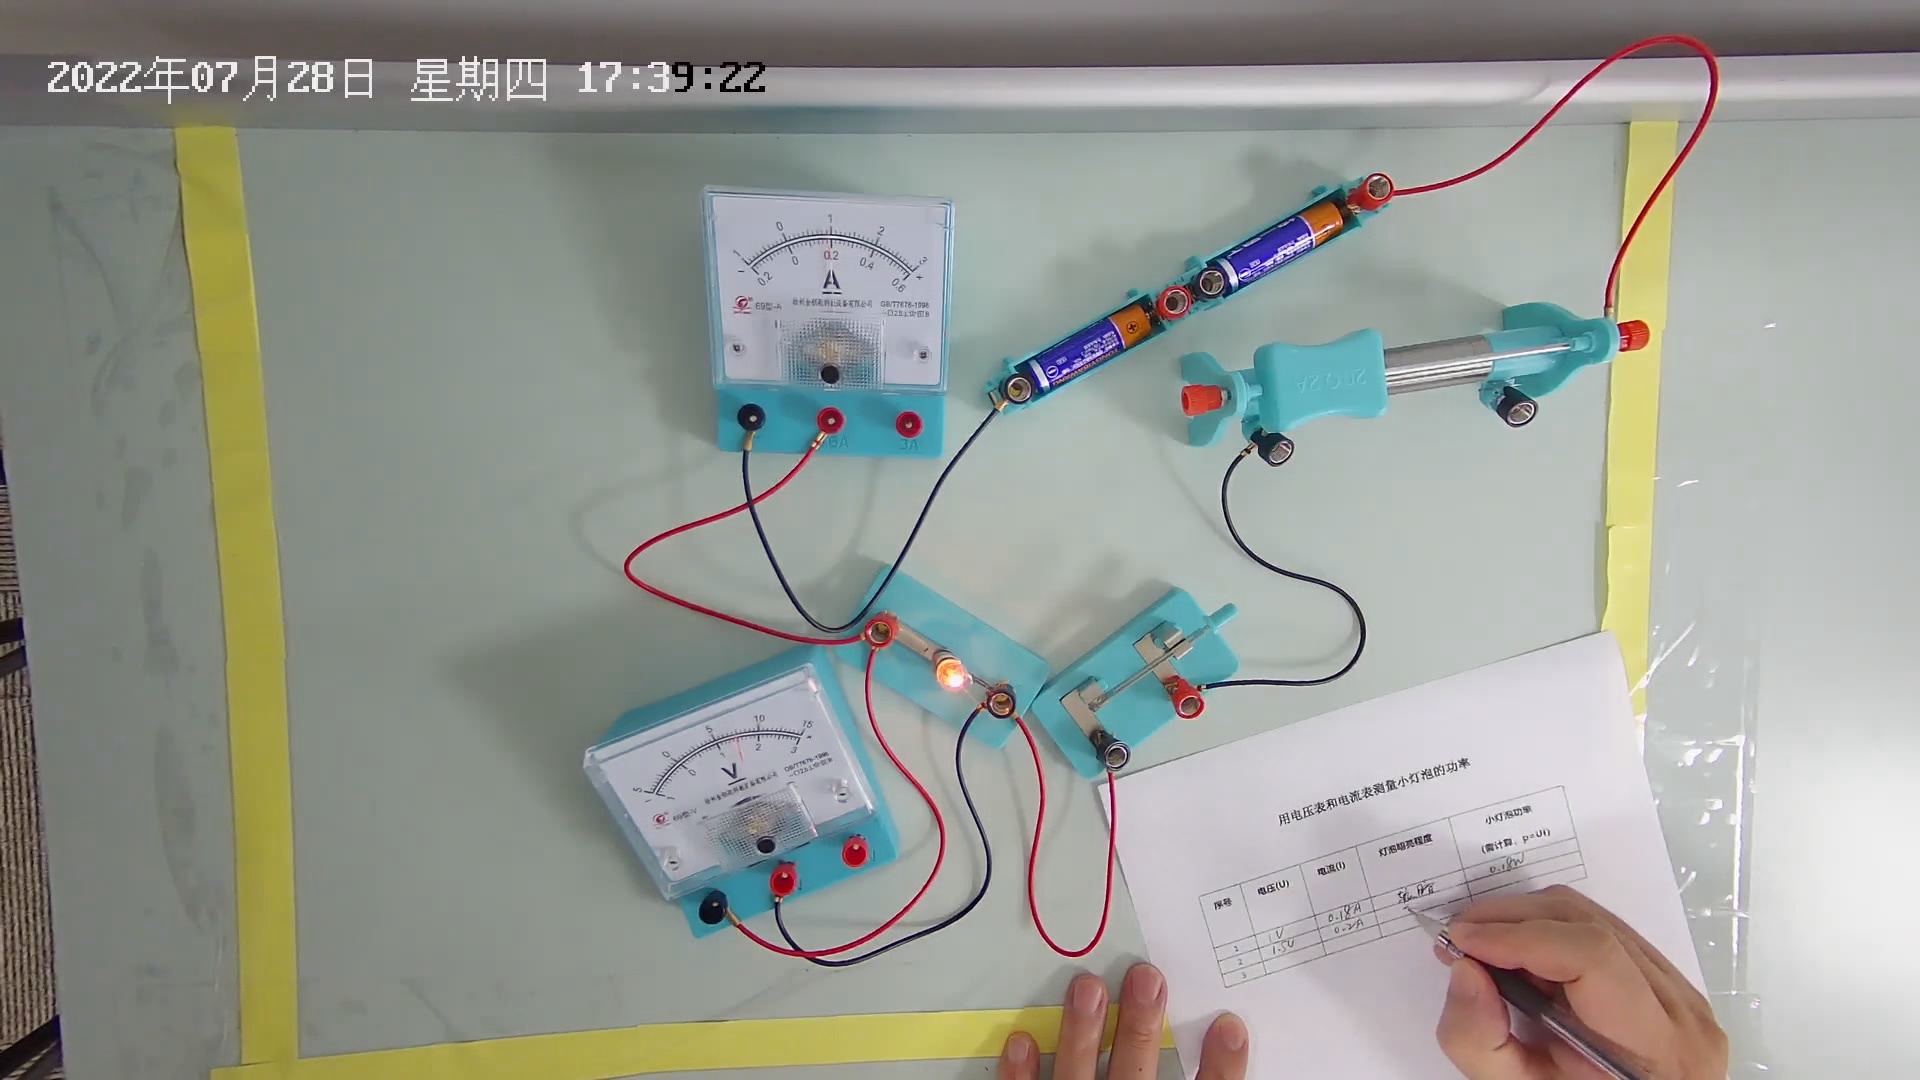 2022年07月28日 星期四 17:39:22
1 0 1 2 3
0.2 0 0.2 0.4 0.6
A
69型-A
GB/T7676-1998
3A
20Ω 2A
5 0 5 10 15
1 0 1 2 3
V
69型-V
GB/T7676-1998
用电压表和电流表测量小灯泡的功率
序号 电压(U) 电流(I) 灯泡明亮程度 小灯泡功率
(需计算,p=UI)
1 1V 0.18A 0.18W
2 1.5V 0.2A
3